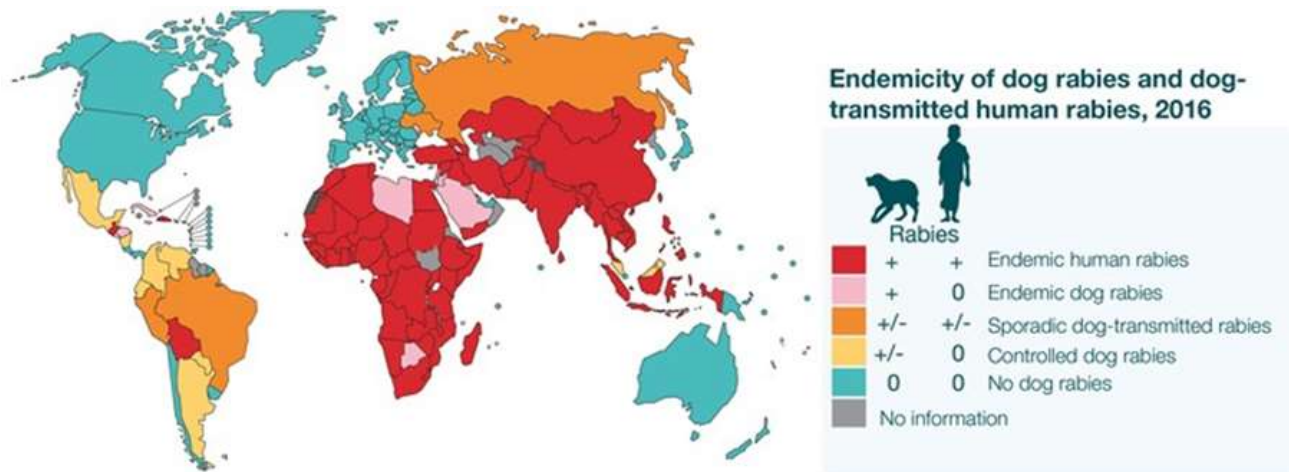 Endemicity of dog rabies and dog-
transmitted human rabies, 2016
Rabies
+ + Endemic human rabies
+ 0 Endemic dog rabies
+/- +/- Sporadic dog-transmitted rabies
+/- 0 Controlled dog rabies
0 0 No dog rabies
No information